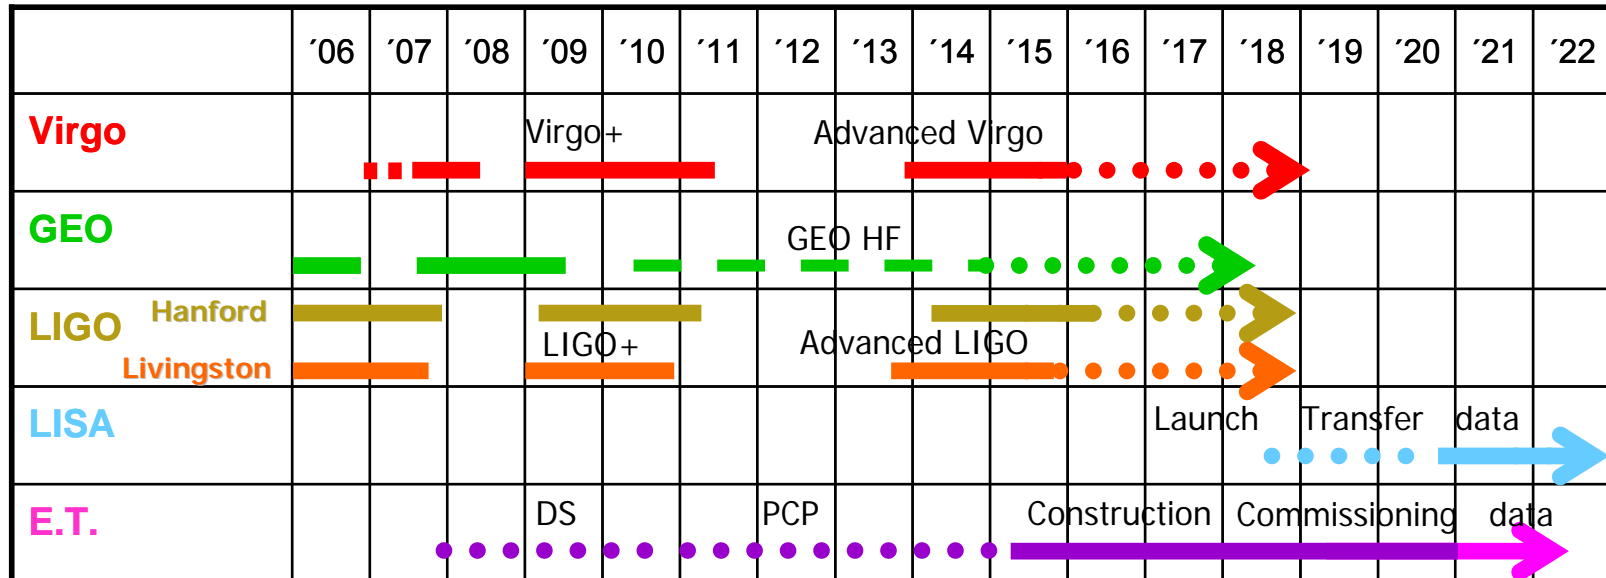 ´06 ´07 ´08 ´09 ´10 ´11 ´12 ´13 ´14 ´15 ´16 ´17 ´18 ´19 ´20 ´21 ´22
Virgo Virgo+ Advanced Virgo
GEO GEO HF
LIGO Hanford
LIGO+ Advanced LIGO
Livingston
LISA Launch Transfer data
E.T. DS PCP Construction Commissioning data